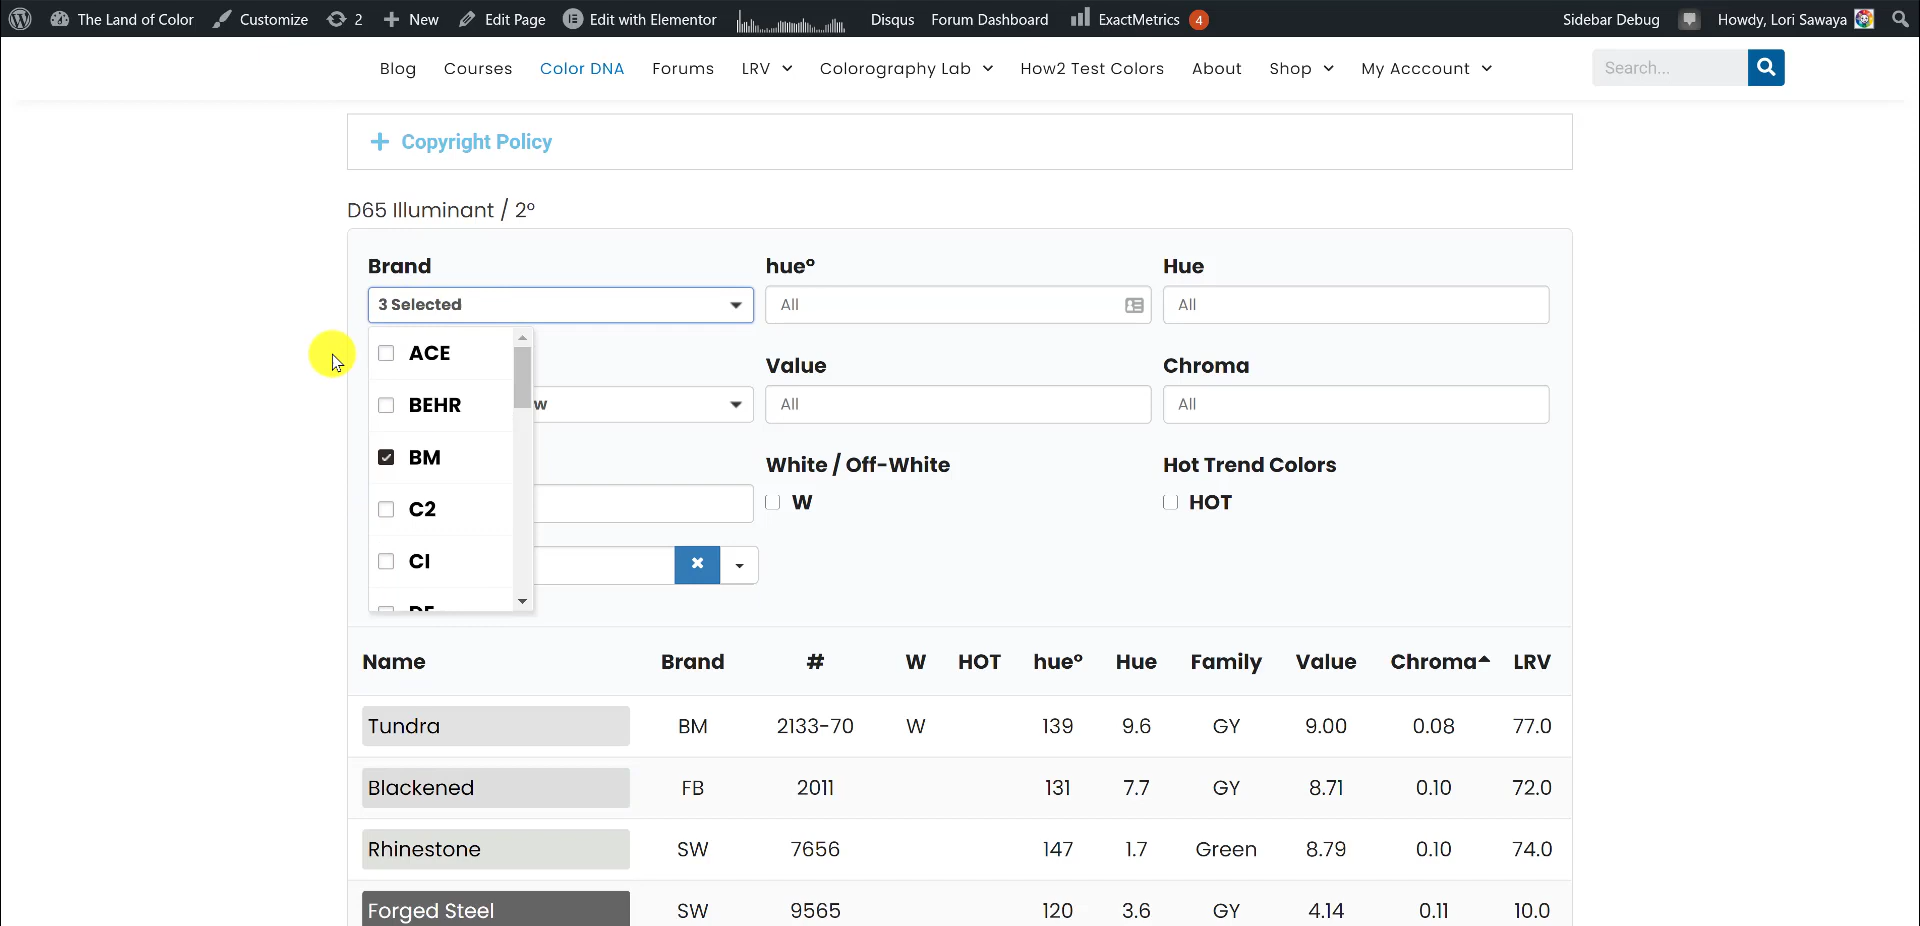 The Land of Color Customize 2 New Edit Page Edit with Elementor Disqus Forum Dashboard ExactMetrics 4 Sidebar Debug Howdy, Lori Sawaya
Blog Courses Color DNA Forums LRV Colorography Lab How2 Test Colors About Shop My Acccount Search...
Copyright Policy
D65 Illuminant / 2°
Brand hue° Hue
3 Selected All All
ACE
Value Chroma
BEHR w All All
BM White / Off-White Hot Trend Colors
C2 W HOT
CI
DE
Name Brand # W HOT hue° Hue Family Value Chroma LRV
Tundra BM 2133-70 W 139 9.6 GY 9.00 0.08 77.0
Blackened FB 2011 131 7.7 GY 8.71 0.10 72.0
Rhinestone SW 7656 147 1.7 Green 8.79 0.10 74.0
Forged Steel SW 9565 120 3.6 GY 4.14 0.11 10.0